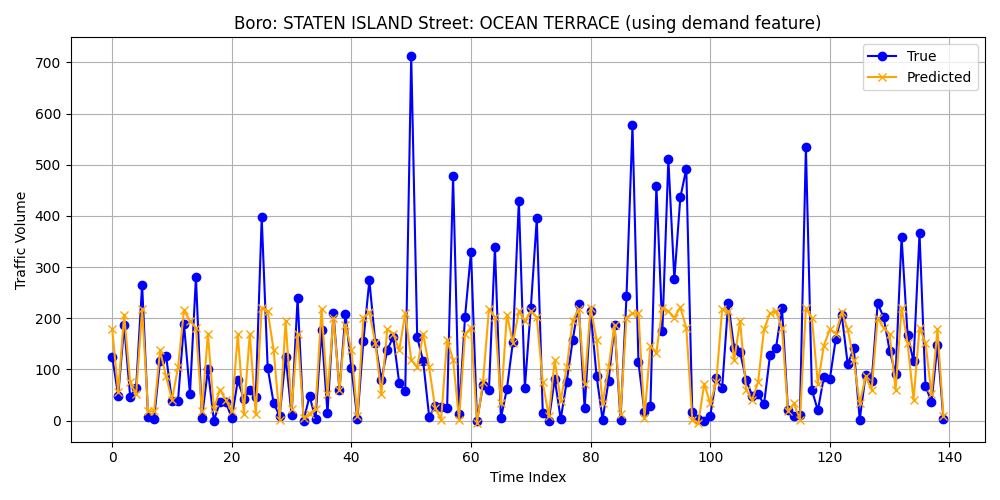 Boro: STATEN ISLAND Street: OCEAN TERRACE (using demand feature)
True
Predicted
Traffic Volume
700
600
500
400
300
200
100
0
0 20 40 60 80 100 120 140
Time Index